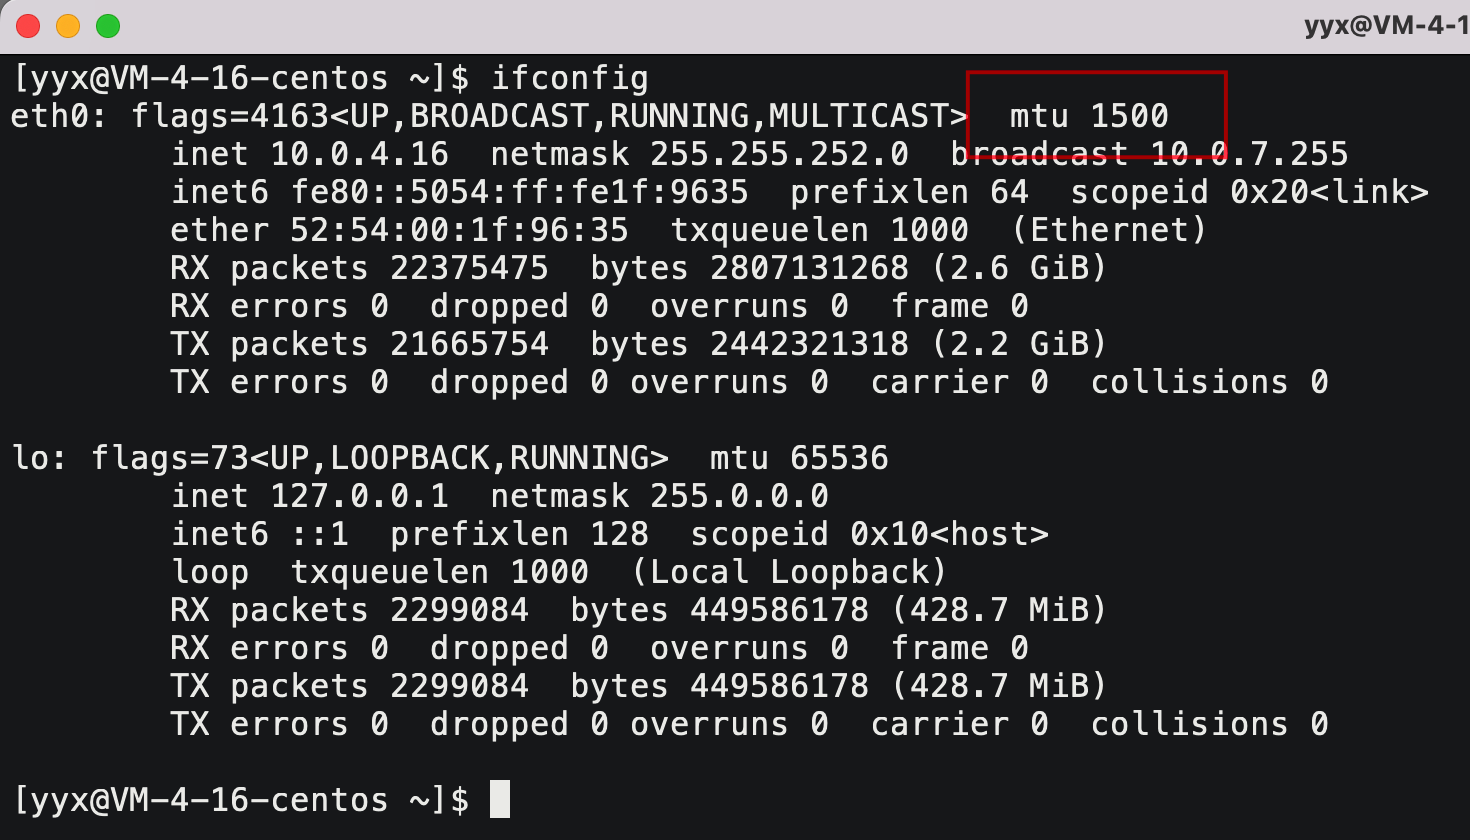 yyx@VM-4-1
[yyx@VM-4-16-centos ~]$ ifconfig
eth0: flags=4163<UP,BROADCAST,RUNNING,MULTICAST>  mtu 1500
        inet 10.0.4.16  netmask 255.255.252.0  broadcast 10.0.7.255
        inet6 fe80::5054:ff:fe1f:9635  prefixlen 64  scopeid 0x20<link>
        ether 52:54:00:1f:96:35  txqueuelen 1000  (Ethernet)
        RX packets 22375475  bytes 2807131268 (2.6 GiB)
        RX errors 0  dropped 0  overruns 0  frame 0
        TX packets 21665754  bytes 2442321318 (2.2 GiB)
        TX errors 0  dropped 0 overruns 0  carrier 0  collisions 0

lo: flags=73<UP,LOOPBACK,RUNNING>  mtu 65536
        inet 127.0.0.1  netmask 255.0.0.0
        inet6 ::1  prefixlen 128  scopeid 0x10<host>
        loop  txqueuelen 1000  (Local Loopback)
        RX packets 2299084  bytes 449586178 (428.7 MiB)
        RX errors 0  dropped 0  overruns 0  frame 0
        TX packets 2299084  bytes 449586178 (428.7 MiB)
        TX errors 0  dropped 0 overruns 0  carrier 0  collisions 0

[yyx@VM-4-16-centos ~]$